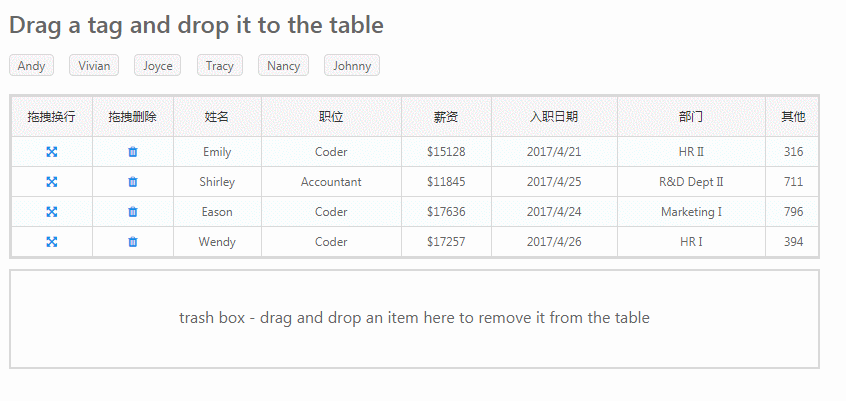 Drag a tag and drop it to the table
Andy Vivian Joyce Tracy Nancy Johnny
拖拽换行 拖拽删除 姓名 职位 薪资 入职日期 部门 其他
Emily Coder $15128 2017/4/21 HR II 316
Shirley Accountant $11845 2017/4/25 R&D Dept II 711
Eason Coder $17636 2017/4/24 Marketing I 796
Wendy Coder $17257 2017/4/26 HR I 394
trash box - drag and drop an item here to remove it from the table